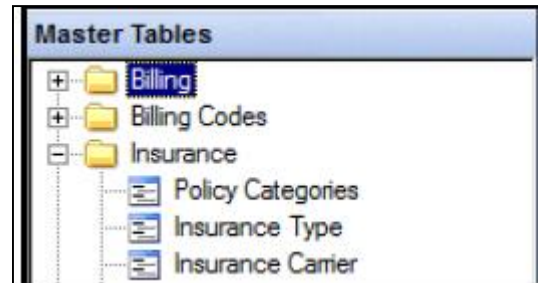 Master Tables
Billing
Billing Codes
Insurance
Policy Categories
Insurance Type
Insurance Carrier